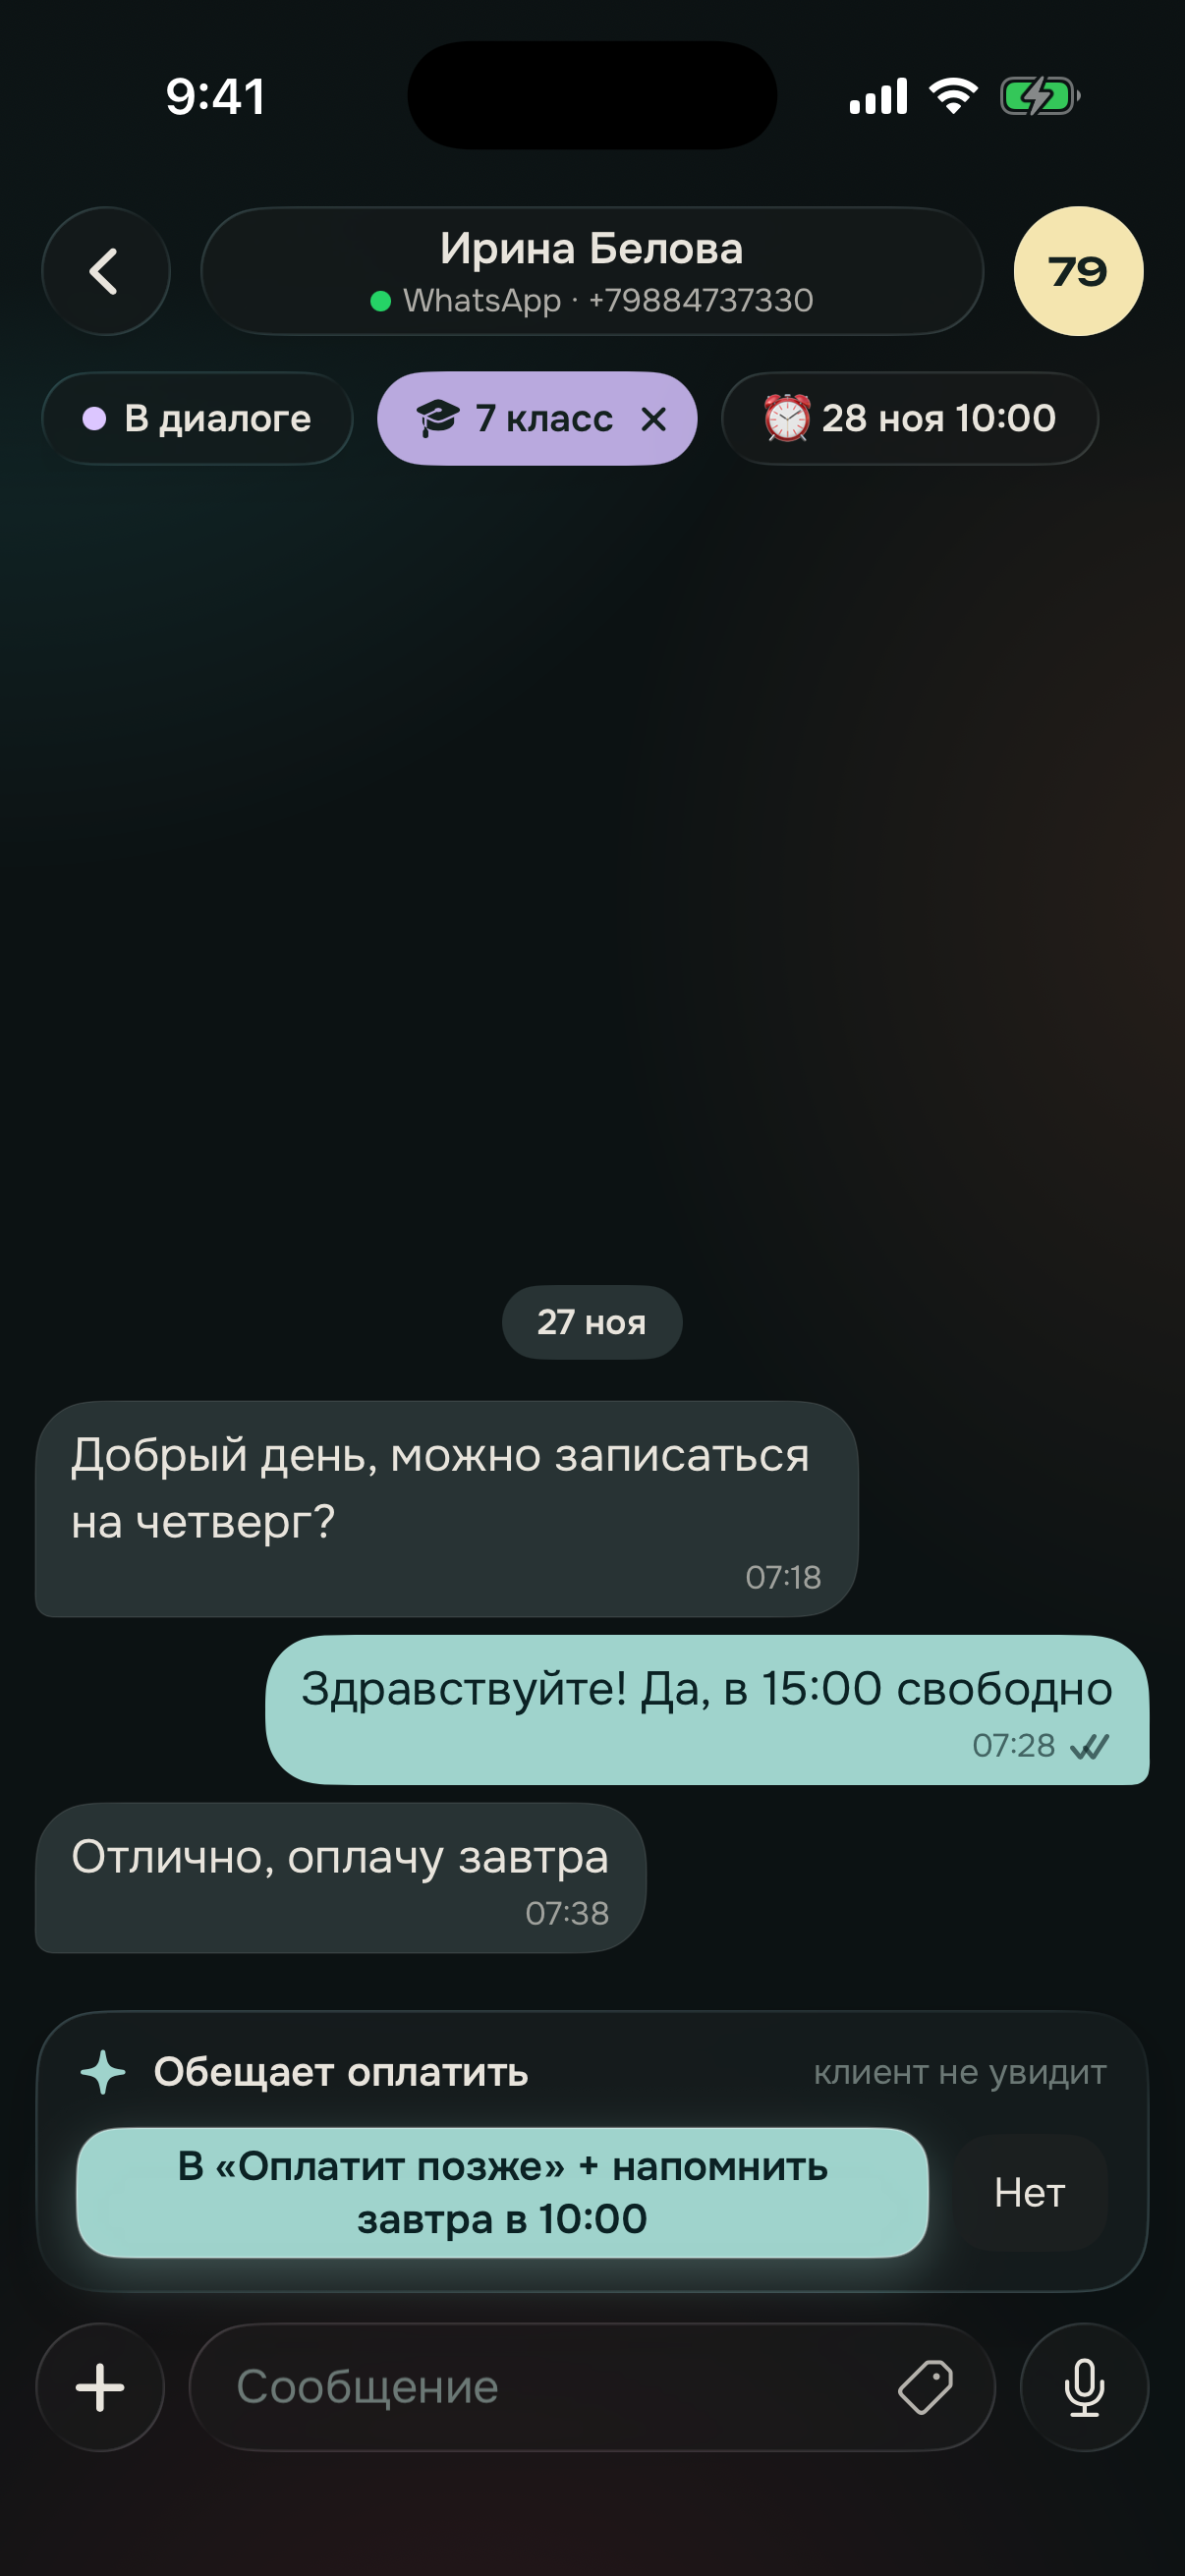 9:41
Ирина Белова
WhatsApp · +79884737330
79
В диалоге
7 класс
28 ноя 10:00
27 ноя
Добрый день, можно записаться
на четверг?
07:18
Здравствуйте! Да, в 15:00 свободно
07:28
Отлично, оплачу завтра
07:38
Обещает оплатить
клиент не увидит
В «Оплатит позже» + напомнить
завтра в 10:00
Нет
Сообщение